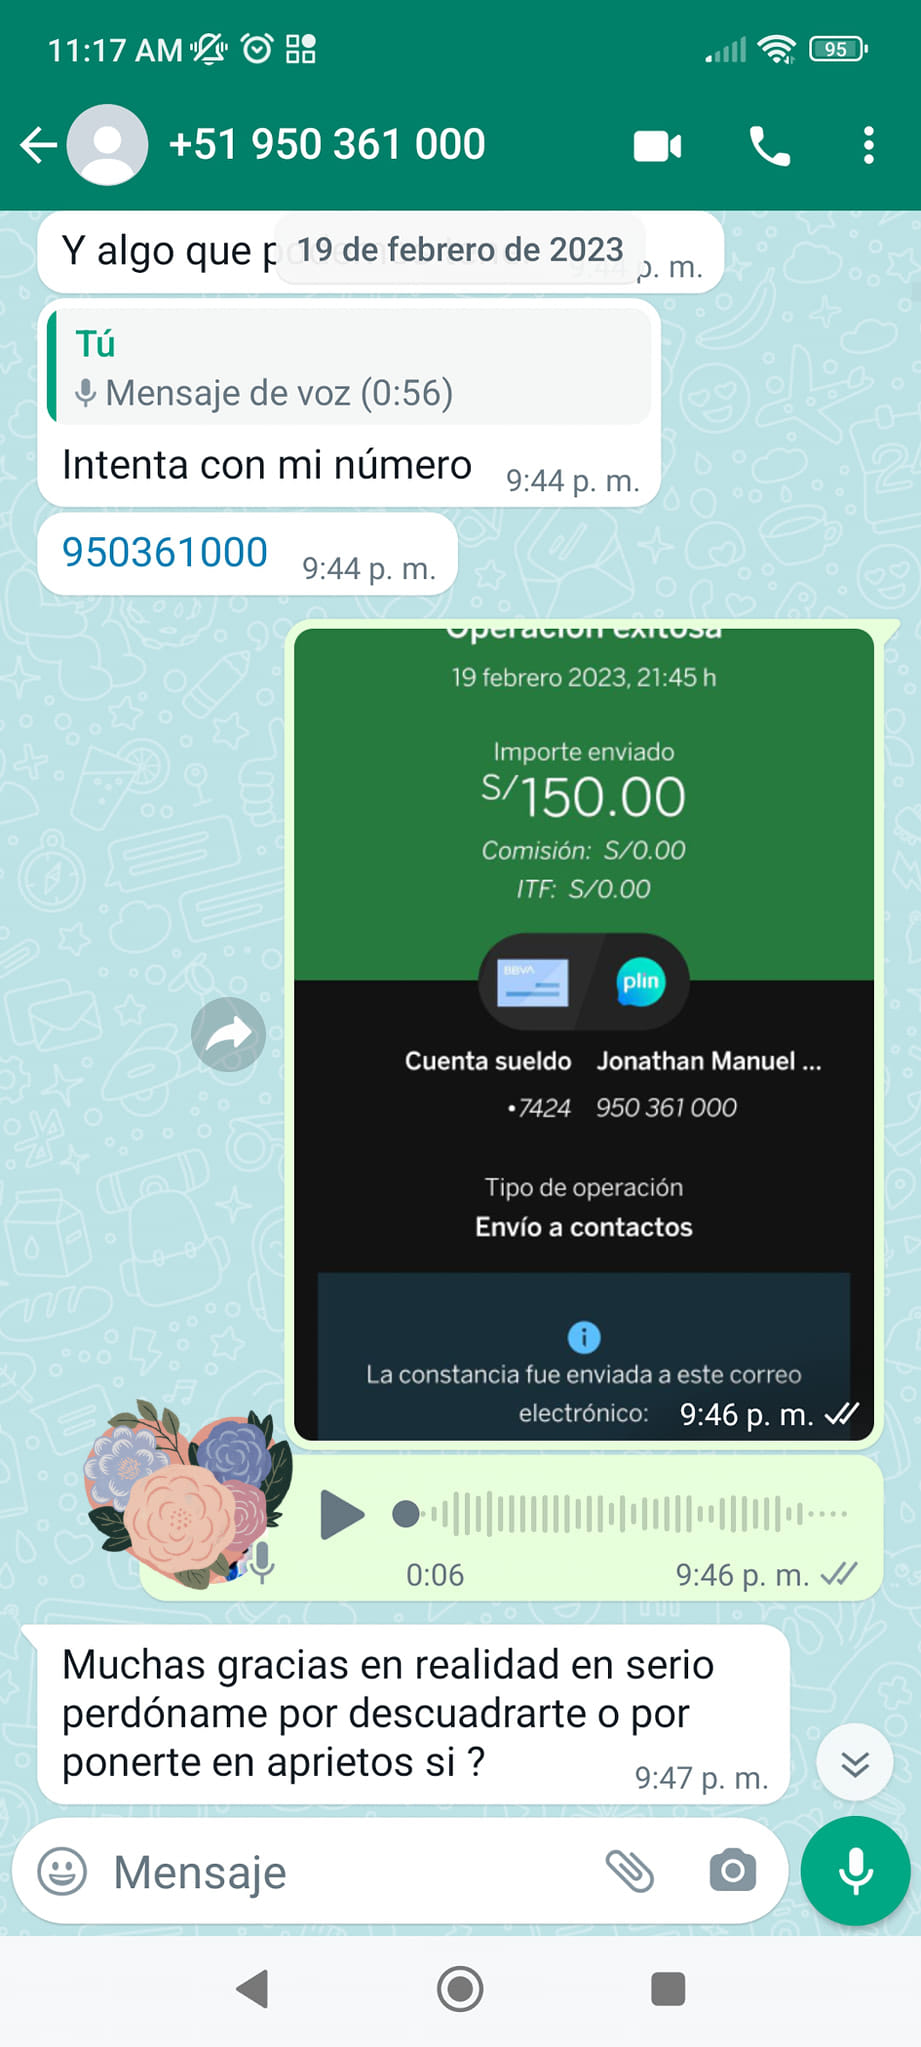 11:17 AM
95
+51 950 361 000
Y algo que
19 de febrero de 2023
p. m.
Tú
Mensaje de voz (0:56)
Intenta con mi número
9:44 p. m.
950361000
9:44 p. m.
Operación exitosa
19 febrero 2023, 21:45 h
Importe enviado
S/150.00
Comisión: S/0.00
ITF: S/0.00
BBVA
plin
Cuenta sueldo Jonathan Manuel ...
•7424 950 361 000
Tipo de operación
Envío a contactos
La constancia fue enviada a este correo
electrónico:
9:46 p. m.
0:06
9:46 p. m.
Muchas gracias en realidad en serio
perdóname por descuadrarte o por
ponerte en aprietos si ?
9:47 p. m.
Mensaje